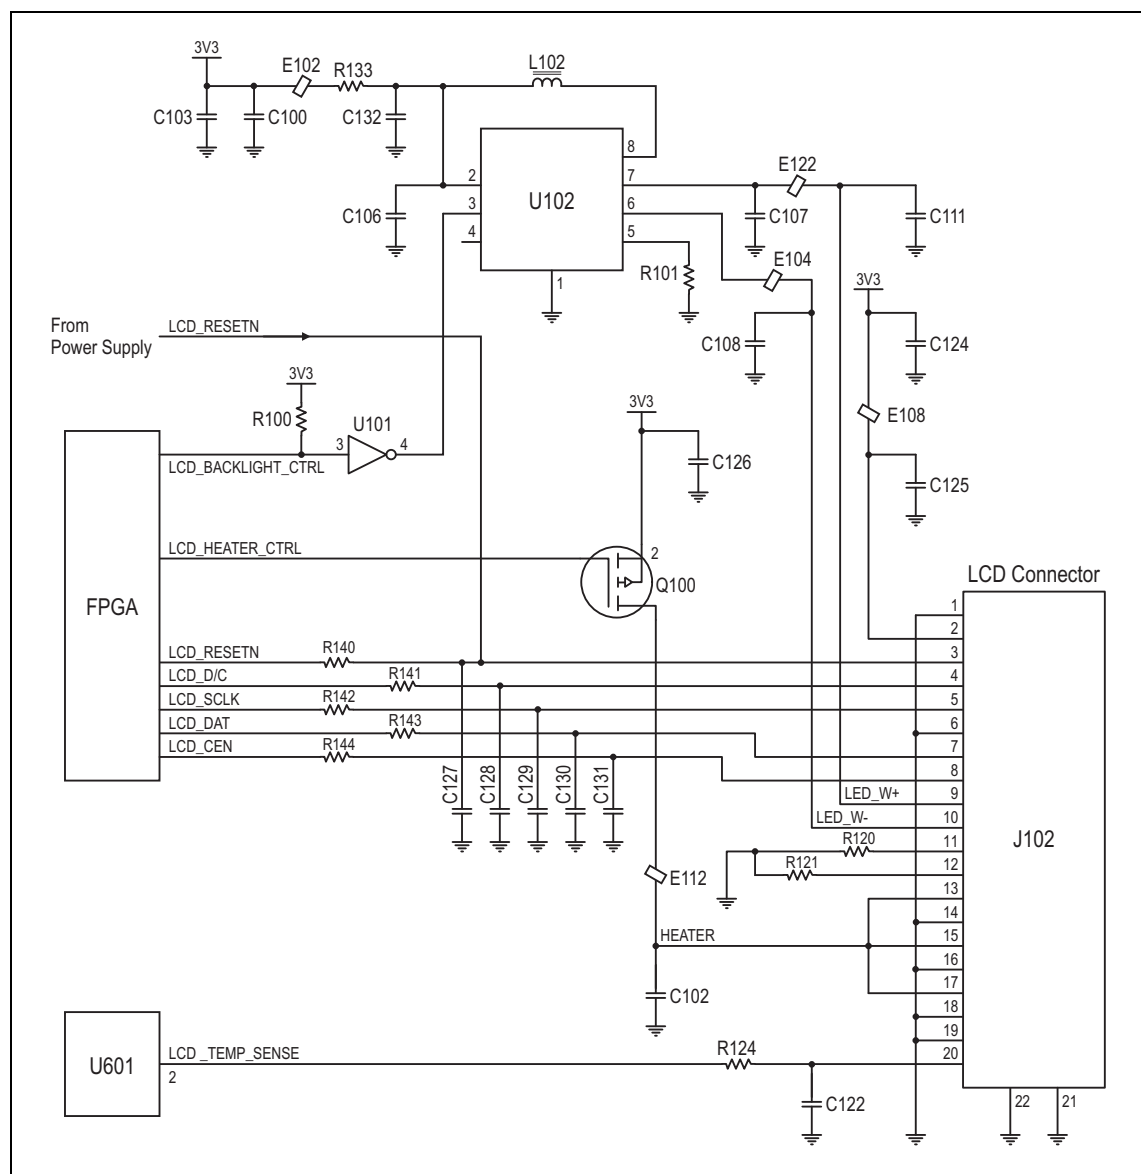 3V3
E102
R133
L102
C103
C100
C132
8
2
7
E122
U102
3
6
C106
C107
C111
4
5
E104
R101
1
3V3
From
Power Supply
LCD_RESETN
C108
C124
3V3
3V3
R100
U101
E108
3
4
LCD_BACKLIGHT_CTRL
C126
C125
LCD_HEATER_CTRL
2
Q100
LCD Connector
FPGA
1
2
LCD_RESETN
R140
3
LCD_D/C
R141
4
LCD_SCLK
R142
5
LCD_DAT
R143
6
LCD_CEN
R144
7
8
C127
C128
C129
C130
C131
LED_W+
9
LED_W-
10
R120
11
J102
R121
12
E112
13
14
HEATER
15
16
17
C102
18
19
U601
LCD _TEMP_SENSE
2
R124
20
C122
22
21